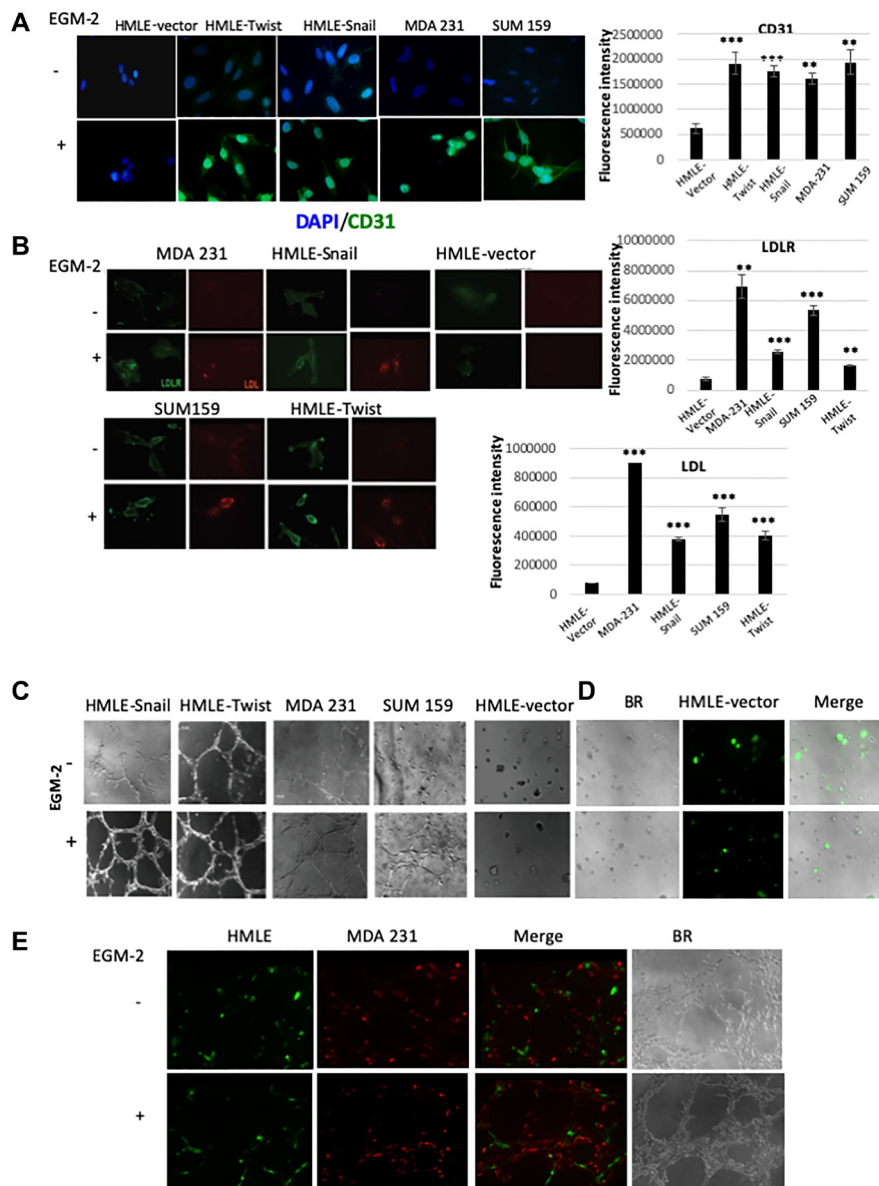 A
EGM-2
HMLE-vector HMLE-Twist HMLE-Snail MDA 231 SUM 159
-
+
DAPI/CD31
CD31
Fluorescence intensity
2500000
2000000
1500000
1000000
500000
0
*** *** ** **
HMLE-Vector
HMLE-Twist
HMLE-Snail
MDA-231
SUM 159
B
EGM-2
MDA 231 HMLE-Snail HMLE-vector
-
+
LDLR LDL
SUM159 HMLE-Twist
-
+
LDLR
Fluorescence intensity
10000000
8000000
6000000
4000000
2000000
0
** *** *** **
HMLE-Vector
MDA-231
HMLE-Snail
SUM 159
HMLE-Twist
LDL
Fluorescence intensity
1000000
800000
600000
400000
200000
0
*** *** *** ***
HMLE-Vector
MDA-231
HMLE-Snail
SUM 159
HMLE-Twist
C
HMLE-Snail HMLE-Twist MDA 231 SUM 159 HMLE-vector
EGM-2
-
+
D
BR HMLE-vector Merge
E
EGM-2
HMLE MDA 231 Merge BR
-
+